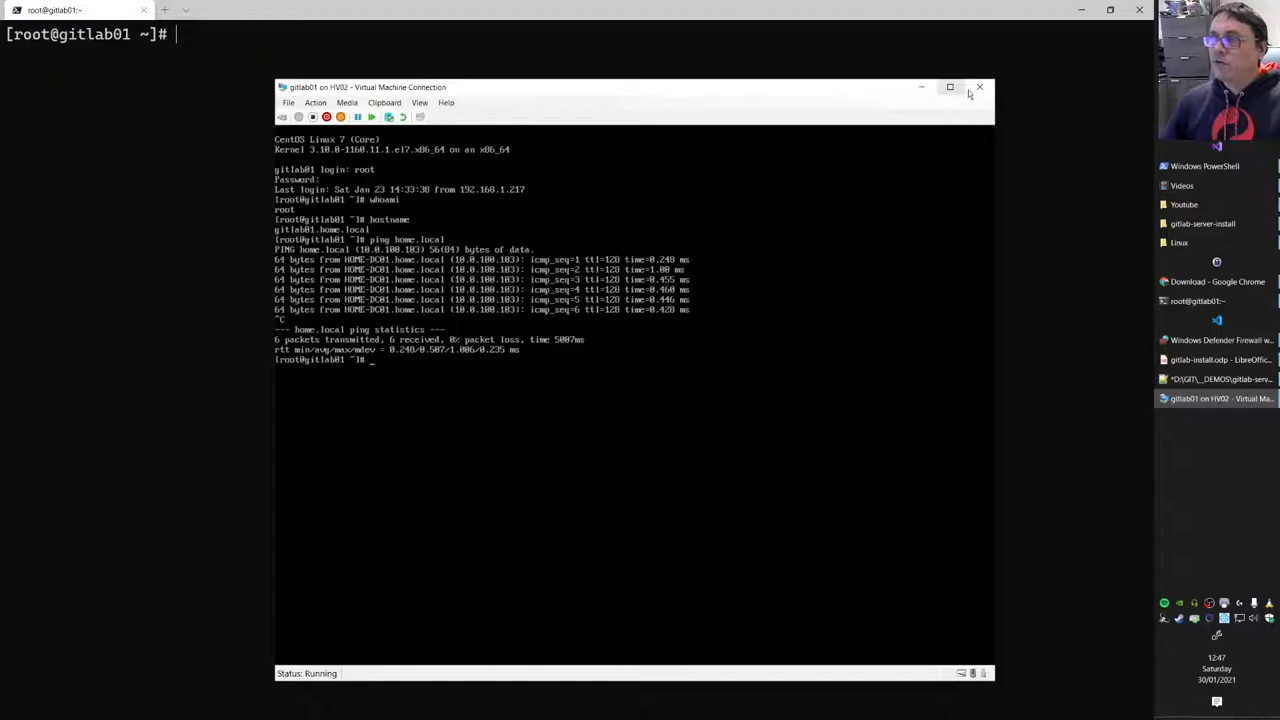 root@gitlab01:~
[root@gitlab01 ~]#
gitlab01 on HV02 - Virtual Machine Connection
File Action Media Clipboard View Help
CentOS Linux 7 (Core)
Kernel 3.10.0-1160.11.1.el7.x86_64 on an x86_64
gitlab01 login: root
Password:
Last login: Sat Jan 23 14:33:38 from 192.168.1.217
[root@gitlab01 ~]# whoami
root
[root@gitlab01 ~]# hostname
gitlab01.home.local
[root@gitlab01 ~]# ping home.local
PING home.local (10.0.100.103) 56(84) bytes of data.
64 bytes from HOME-DC01.home.local (10.0.100.103): icmp_seq=1 ttl=128 time=0.248 ms
64 bytes from HOME-DC01.home.local (10.0.100.103): icmp_seq=2 ttl=128 time=1.00 ms
64 bytes from HOME-DC01.home.local (10.0.100.103): icmp_seq=3 ttl=128 time=0.455 ms
64 bytes from HOME-DC01.home.local (10.0.100.103): icmp_seq=4 ttl=128 time=0.460 ms
64 bytes from HOME-DC01.home.local (10.0.100.103): icmp_seq=5 ttl=128 time=0.446 ms
64 bytes from HOME-DC01.home.local (10.0.100.103): icmp_seq=6 ttl=128 time=0.428 ms
^C
--- home.local ping statistics ---
6 packets transmitted, 6 received, 0% packet loss, time 5007ms
rtt min/avg/max/mdev = 0.248/0.507/1.006/0.235 ms
[root@gitlab01 ~]# _
Status: Running
Windows PowerShell
Videos
Youtube
gitlab-server-install
Linux
Download - Google Chrome
root@gitlab01:~
Windows Defender Firewall w...
gitlab-install.odp - LibreOffic...
*D:\GIT\__DEMOS\gitlab-serv...
gitlab01 on HV02 - Virtual Ma...
12:47
Saturday
30/01/2021